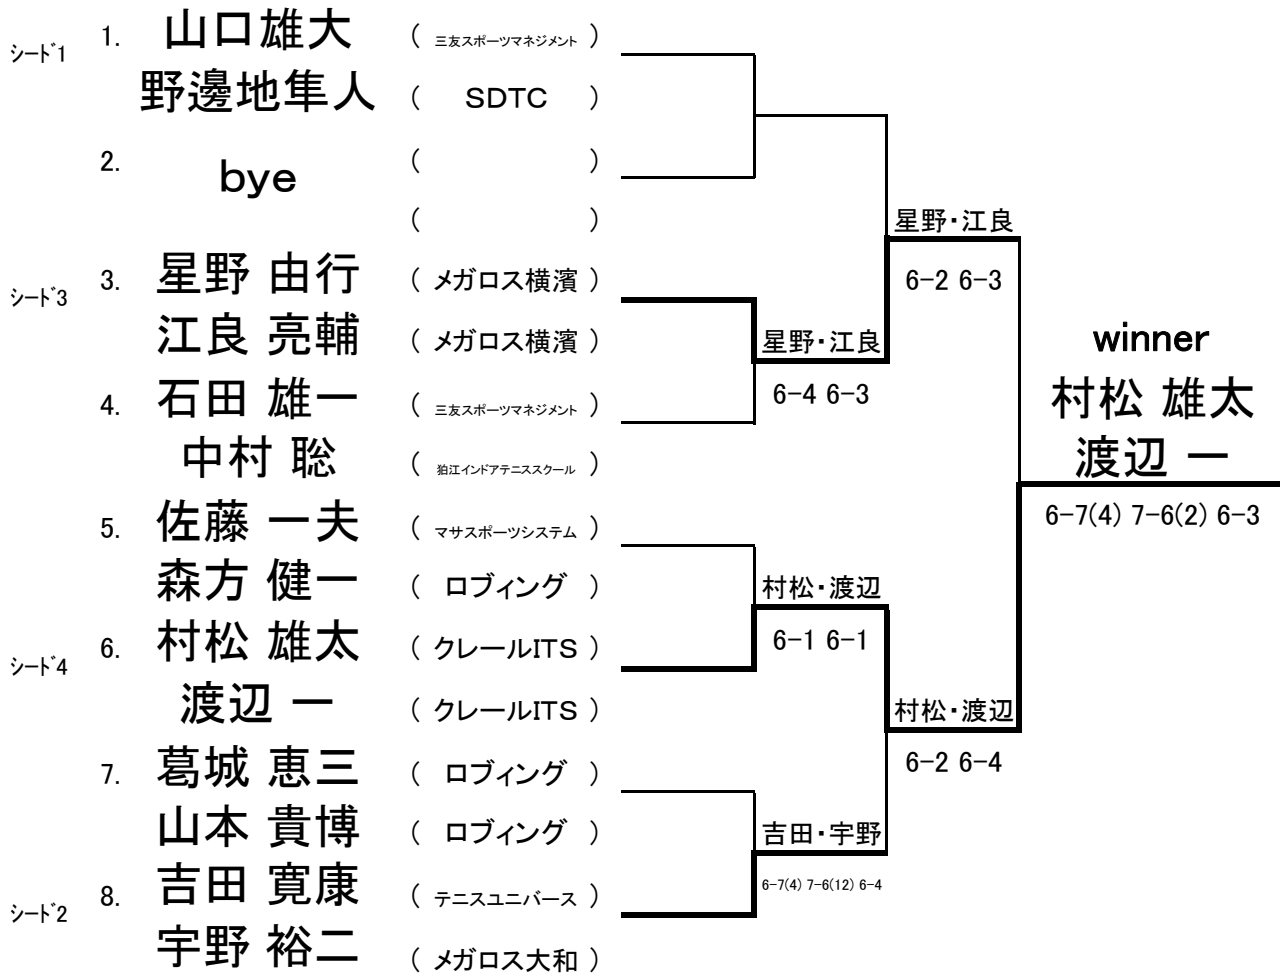 シード1 1. 山口雄大 ( 三友スポーツマネジメント )
野邊地隼人 ( SDTC )
2. bye ( )
( )
星野・江良
シード3 3. 星野 由行 ( メガロス横濱 )
6-2 6-3
江良 亮輔 ( メガロス横濱 )
星野・江良
winner
4. 石田 雄一 ( 三友スポーツマネジメント )
6-4 6-3
村松 雄太
中村 聡 ( 狛江インドアテニススクール )
渡辺 一
5. 佐藤 一夫 ( マサスポーツシステム )
6-7(4) 7-6(2) 6-3
森方 健一 ( ロブィング )
村松・渡辺
シード4 6. 村松 雄太 ( クレールITS )
6-1 6-1
渡辺 一 ( クレールITS )
村松・渡辺
7. 葛城 恵三 ( ロブィング )
6-2 6-4
山本 貴博 ( ロブィング )
吉田・宇野
シード2 8. 吉田 寛康 ( テニスユニバース )
6-7(4) 7-6(12) 6-4
宇野 裕二 ( メガロス大和 )